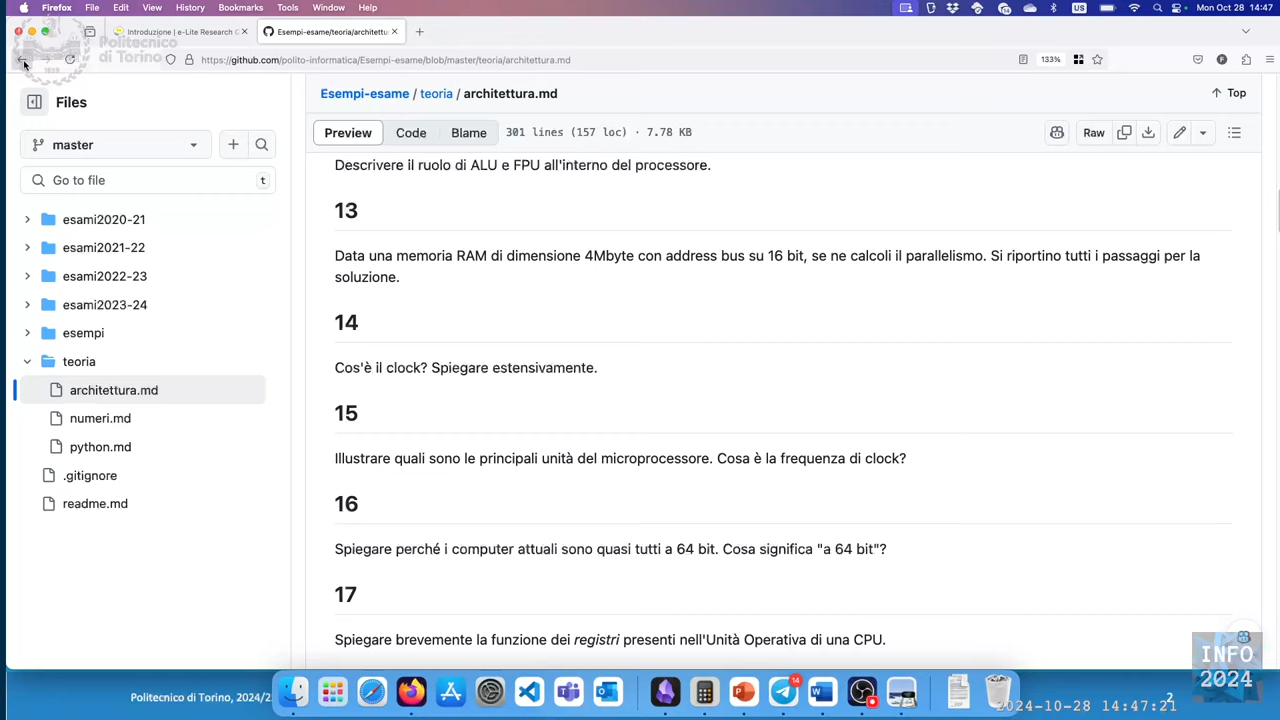 Firefox File Edit View History Bookmarks Tools Window Help
US
Mon Oct 28 14:47
Introduzione | e-Lite Research G
Esempi-esame/teoria/architettu
Politecnico
di Torino
1859
https://github.com/polito-informatica/Esempi-esame/blob/master/teoria/architettura.md
133%
Files
Esempi-esame / teoria / architettura.md
Top
master
Preview Code Blame 301 lines (157 loc) · 7.78 KB
Raw
Go to file
t
Descrivere il ruolo di ALU e FPU all'interno del processore.
esami2020-21
esami2021-22
esami2022-23
esami2023-24
esempi
teoria
architettura.md
numeri.md
python.md
.gitignore
readme.md
13
Data una memoria RAM di dimensione 4Mbyte con address bus su 16 bit, se ne calcoli il parallelismo. Si riportino tutti i passaggi per la
soluzione.
14
Cos'è il clock? Spiegare estensivamente.
15
Illustrare quali sono le principali unità del microprocessore. Cosa è la frequenza di clock?
16
Spiegare perché i computer attuali sono quasi tutti a 64 bit. Cosa significa "a 64 bit"?
17
Spiegare brevemente la funzione dei registri presenti nell'Unità Operativa di una CPU.
INFO
2024
14
Politecnico di Torino, 2024/2
2
2024-10-28 14:47:21